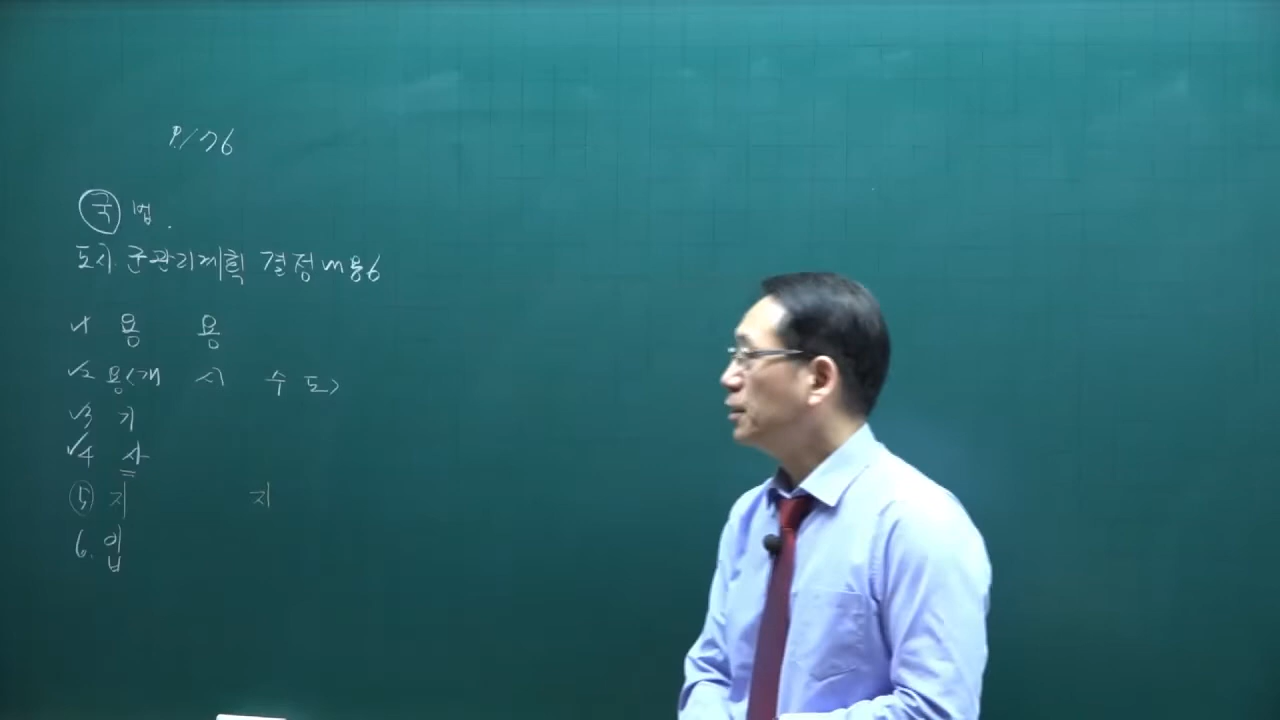 P/76
국 법.
도시.군관리계획 결정내용6
1 용 용
2 용<개 시 수 도>
3 기
4 사
⑤ 지 지
6. 입